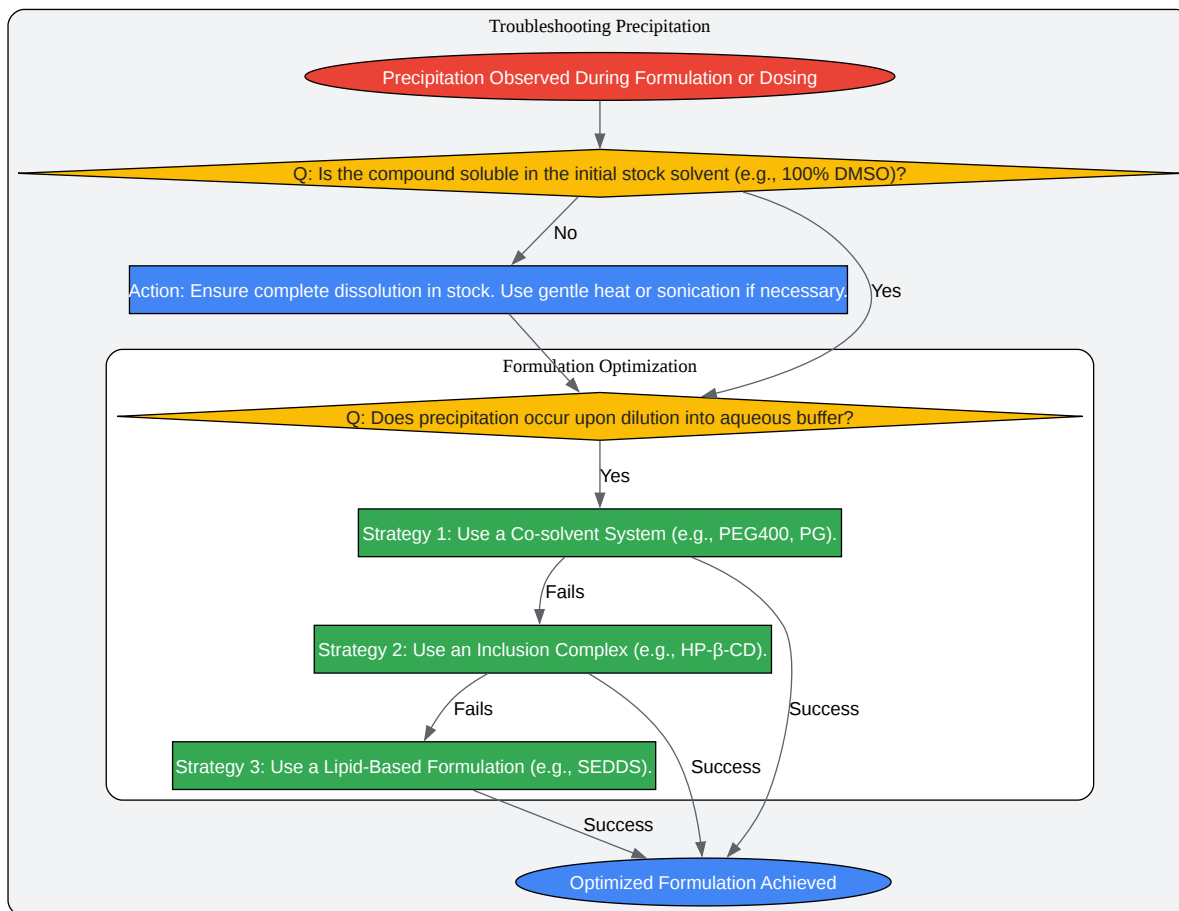 Troubleshooting Precipitation
Precipitation Observed During Formulation or Dosing
Q: Is the compound soluble in the initial stock solvent (e.g., 100% DMSO)?
No
Action: Ensure complete dissolution in stock. Use gentle heat or sonication if necessary.
Yes
Formulation Optimization
Q: Does precipitation occur upon dilution into aqueous buffer?
Yes
Strategy 1: Use a Co-solvent System (e.g., PEG400, PG).
Fails
Strategy 2: Use an Inclusion Complex (e.g., HP-β-CD).
Fails
Success
Strategy 3: Use a Lipid-Based Formulation (e.g., SEDDS).
Success
Success
Optimized Formulation Achieved